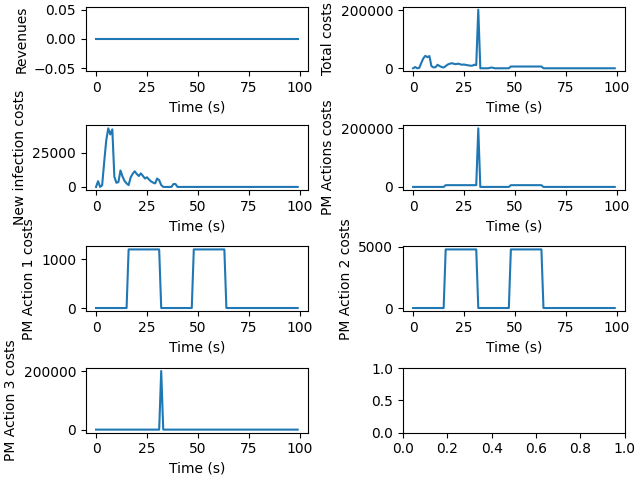 Revenues
0.05
0.00
−0.05
0 25 50 75 100
Time (s)
Total costs
200000
0
0 25 50 75 100
Time (s)
New infection costs
25000
0
0 25 50 75 100
Time (s)
PM Actions costs
200000
0
0 25 50 75 100
Time (s)
PM Action 1 costs
1000
0
0 25 50 75 100
Time (s)
PM Action 2 costs
5000
0
0 25 50 75 100
Time (s)
PM Action 3 costs
200000
0
0 25 50 75 100
Time (s)
1.0
0.5
0.0
0.0 0.2 0.4 0.6 0.8 1.0